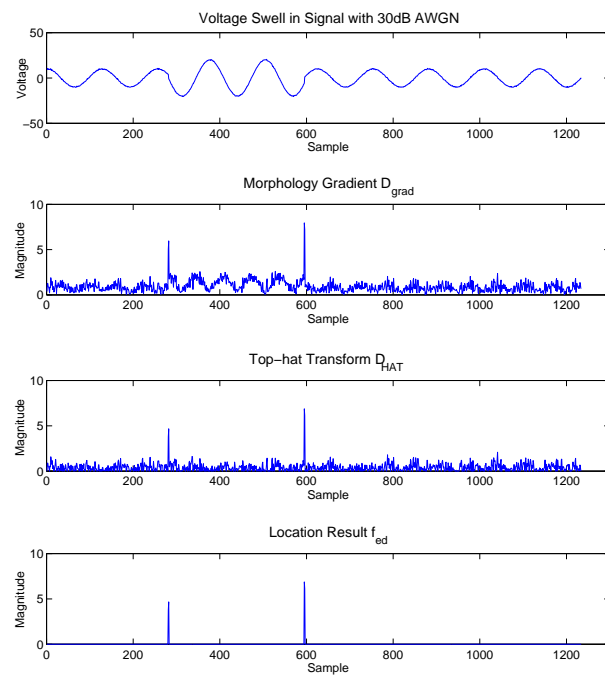 Voltage Swell in Signal with 30dB AWGN
50
0
−50
Voltage
0 200 400 600 800 1000 1200
Sample
Morphology Gradient D_grad
10
5
0
Magnitude
0 200 400 600 800 1000 1200
Sample
Top−hat Transform D_HAT
10
5
0
Magnitude
0 200 400 600 800 1000 1200
Sample
Location Result f_ed
10
5
0
Magnitude
0 200 400 600 800 1000 1200
Sample